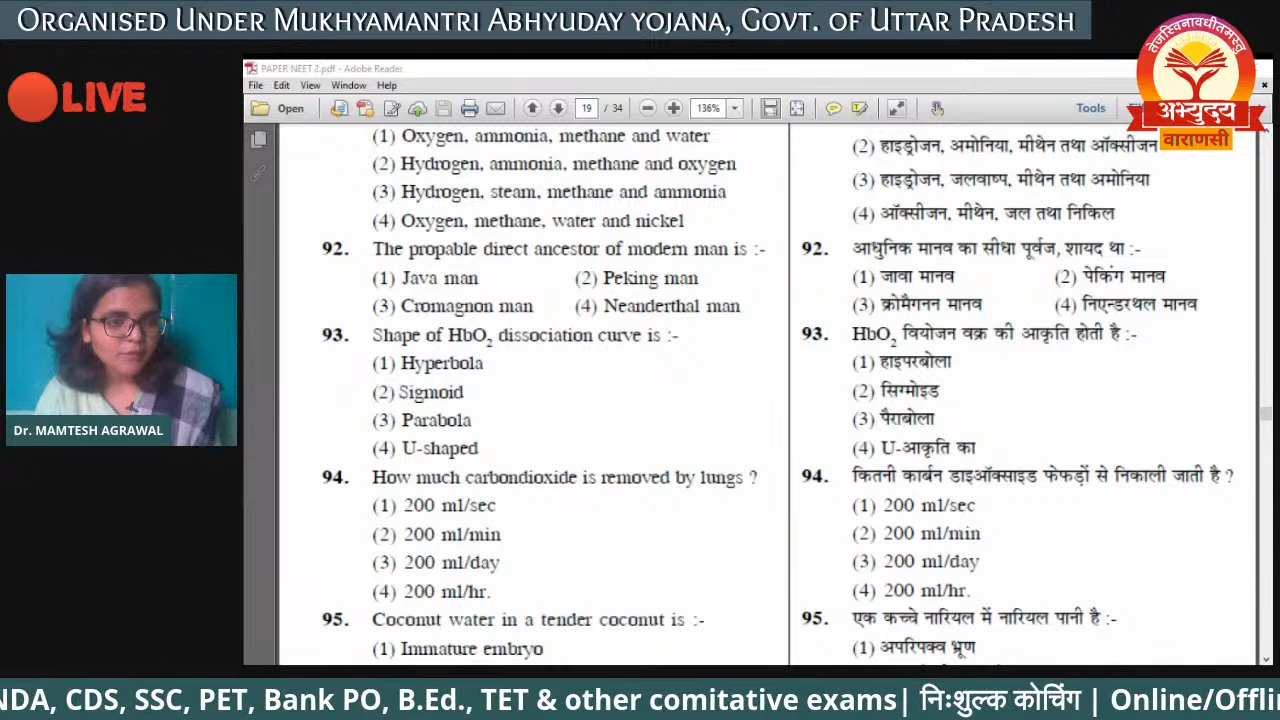 ORGANISED UNDER MUKHYAMANTRI ABHYUDAY YOJANA, GOVT. OF UTTAR PRADESH
LIVE
तेजस्विनावधीतमस्तु
अभ्युदय
वाराणसी
PAPER NEET 2.pdf - Adobe Reader
File Edit View Window Help
Open 19 / 34 136% Tools
(1) Oxygen, ammonia, methane and water
(2) Hydrogen, ammonia, methane and oxygen
(3) Hydrogen, steam, methane and ammonia
(4) Oxygen, methane, water and nickel
92. The propable direct ancestor of modern man is :-
(1) Java man (2) Peking man
(3) Cromagnon man (4) Neanderthal man
93. Shape of HbO₂ dissociation curve is :-
(1) Hyperbola
(2) Sigmoid
(3) Parabola
(4) U-shaped
94. How much carbondioxide is removed by lungs ?
(1) 200 ml/sec
(2) 200 ml/min
(3) 200 ml/day
(4) 200 ml/hr.
95. Coconut water in a tender coconut is :-
(1) Immature embryo
(2) हाइड्रोजन, अमोनिया, मीथेन तथा ऑक्सीजन
(3) हाइड्रोजन, जलवाष्प, मीथेन तथा अमोनिया
(4) ऑक्सीजन, मीथेन, जल तथा निकिल
92. आधुनिक मानव का सीधा पूर्वज, शायद था :-
(1) जावा मानव (2) पेकिंग मानव
(3) क्रोमैगनन मानव (4) निएन्डरथल मानव
93. HbO₂ वियोजन वक्र की आकृति होती है :-
(1) हाइपरबोला
(2) सिग्मोइड
(3) पैराबोला
(4) U-आकृति का
94. कितनी कार्बन डाइऑक्साइड फेफड़ों से निकाली जाती है ?
(1) 200 ml/sec
(2) 200 ml/min
(3) 200 ml/day
(4) 200 ml/hr.
95. एक कच्चे नारियल में नारियल पानी है :-
(1) अपरिपक्व भ्रूण
Dr. MAMTESH AGRAWAL
NDA, CDS, SSC, PET, Bank PO, B.Ed., TET & other comitative exams| निःशुल्क कोचिंग | Online/Offli